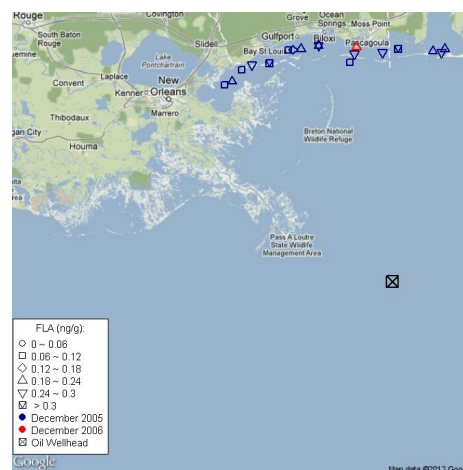 Rouge
Covington
Grove
Ocean
Springs
Moss Point
South Baton
Rouge
Slidell
Gulfport
Biloxi
Pascagoula
Lake
Pontchartrain
Bay St Louis
Laplace
Convent
New
Kenner
Orleans
Marrero
Thibodaux
Houma
Breton National
Wildlife Refuge
Pass A Loutre
State Wildlife
Management Area
FLA (ng/g):
0 ~ 0.06
0.06 ~ 0.12
0.12 ~ 0.18
0.18 ~ 0.24
0.24 ~ 0.3
> 0.3
December 2005
December 2006
Oil Wellhead
Google
Map data ©2012 Goo